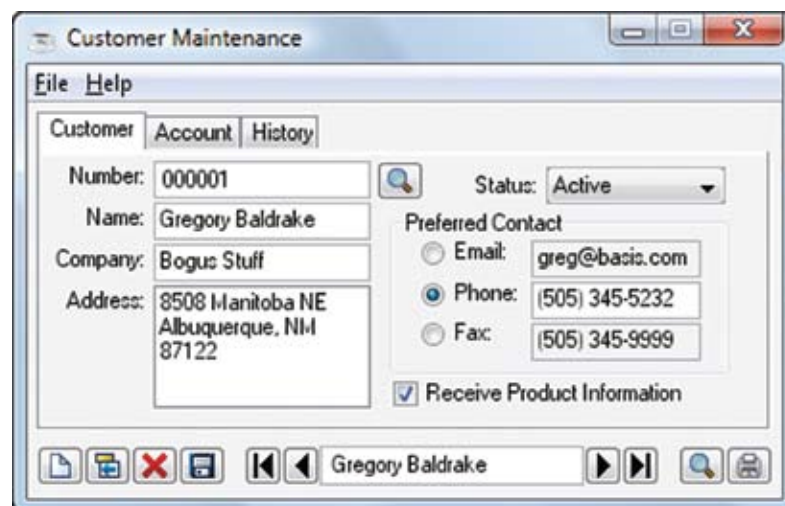 Customer Maintenance
File Help
Customer Account History
Number: 000001
Name: Gregory Baldrake
Company: Bogus Stuff
Address: 8508 Manitoba NE
Albuquerque, NM
87122
Status: Active
Preferred Contact
Email: greg@basis.com
Phone: (505) 345-5232
Fax: (505) 345-9999
Receive Product Information
Gregory Baldrake